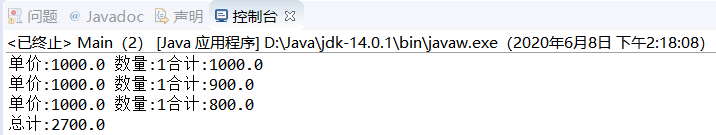 问题 @ Javadoc 声明 控制台
<已终止> Main（2） [Java 应用程序] D:\Java\jdk-14.0.1\bin\javaw.exe （2020年6月8日 下午2:18:08）
单价:1000.0 数量:1合计:1000.0
单价:1000.0 数量:1合计:900.0
单价:1000.0 数量:1合计:800.0
总计:2700.0